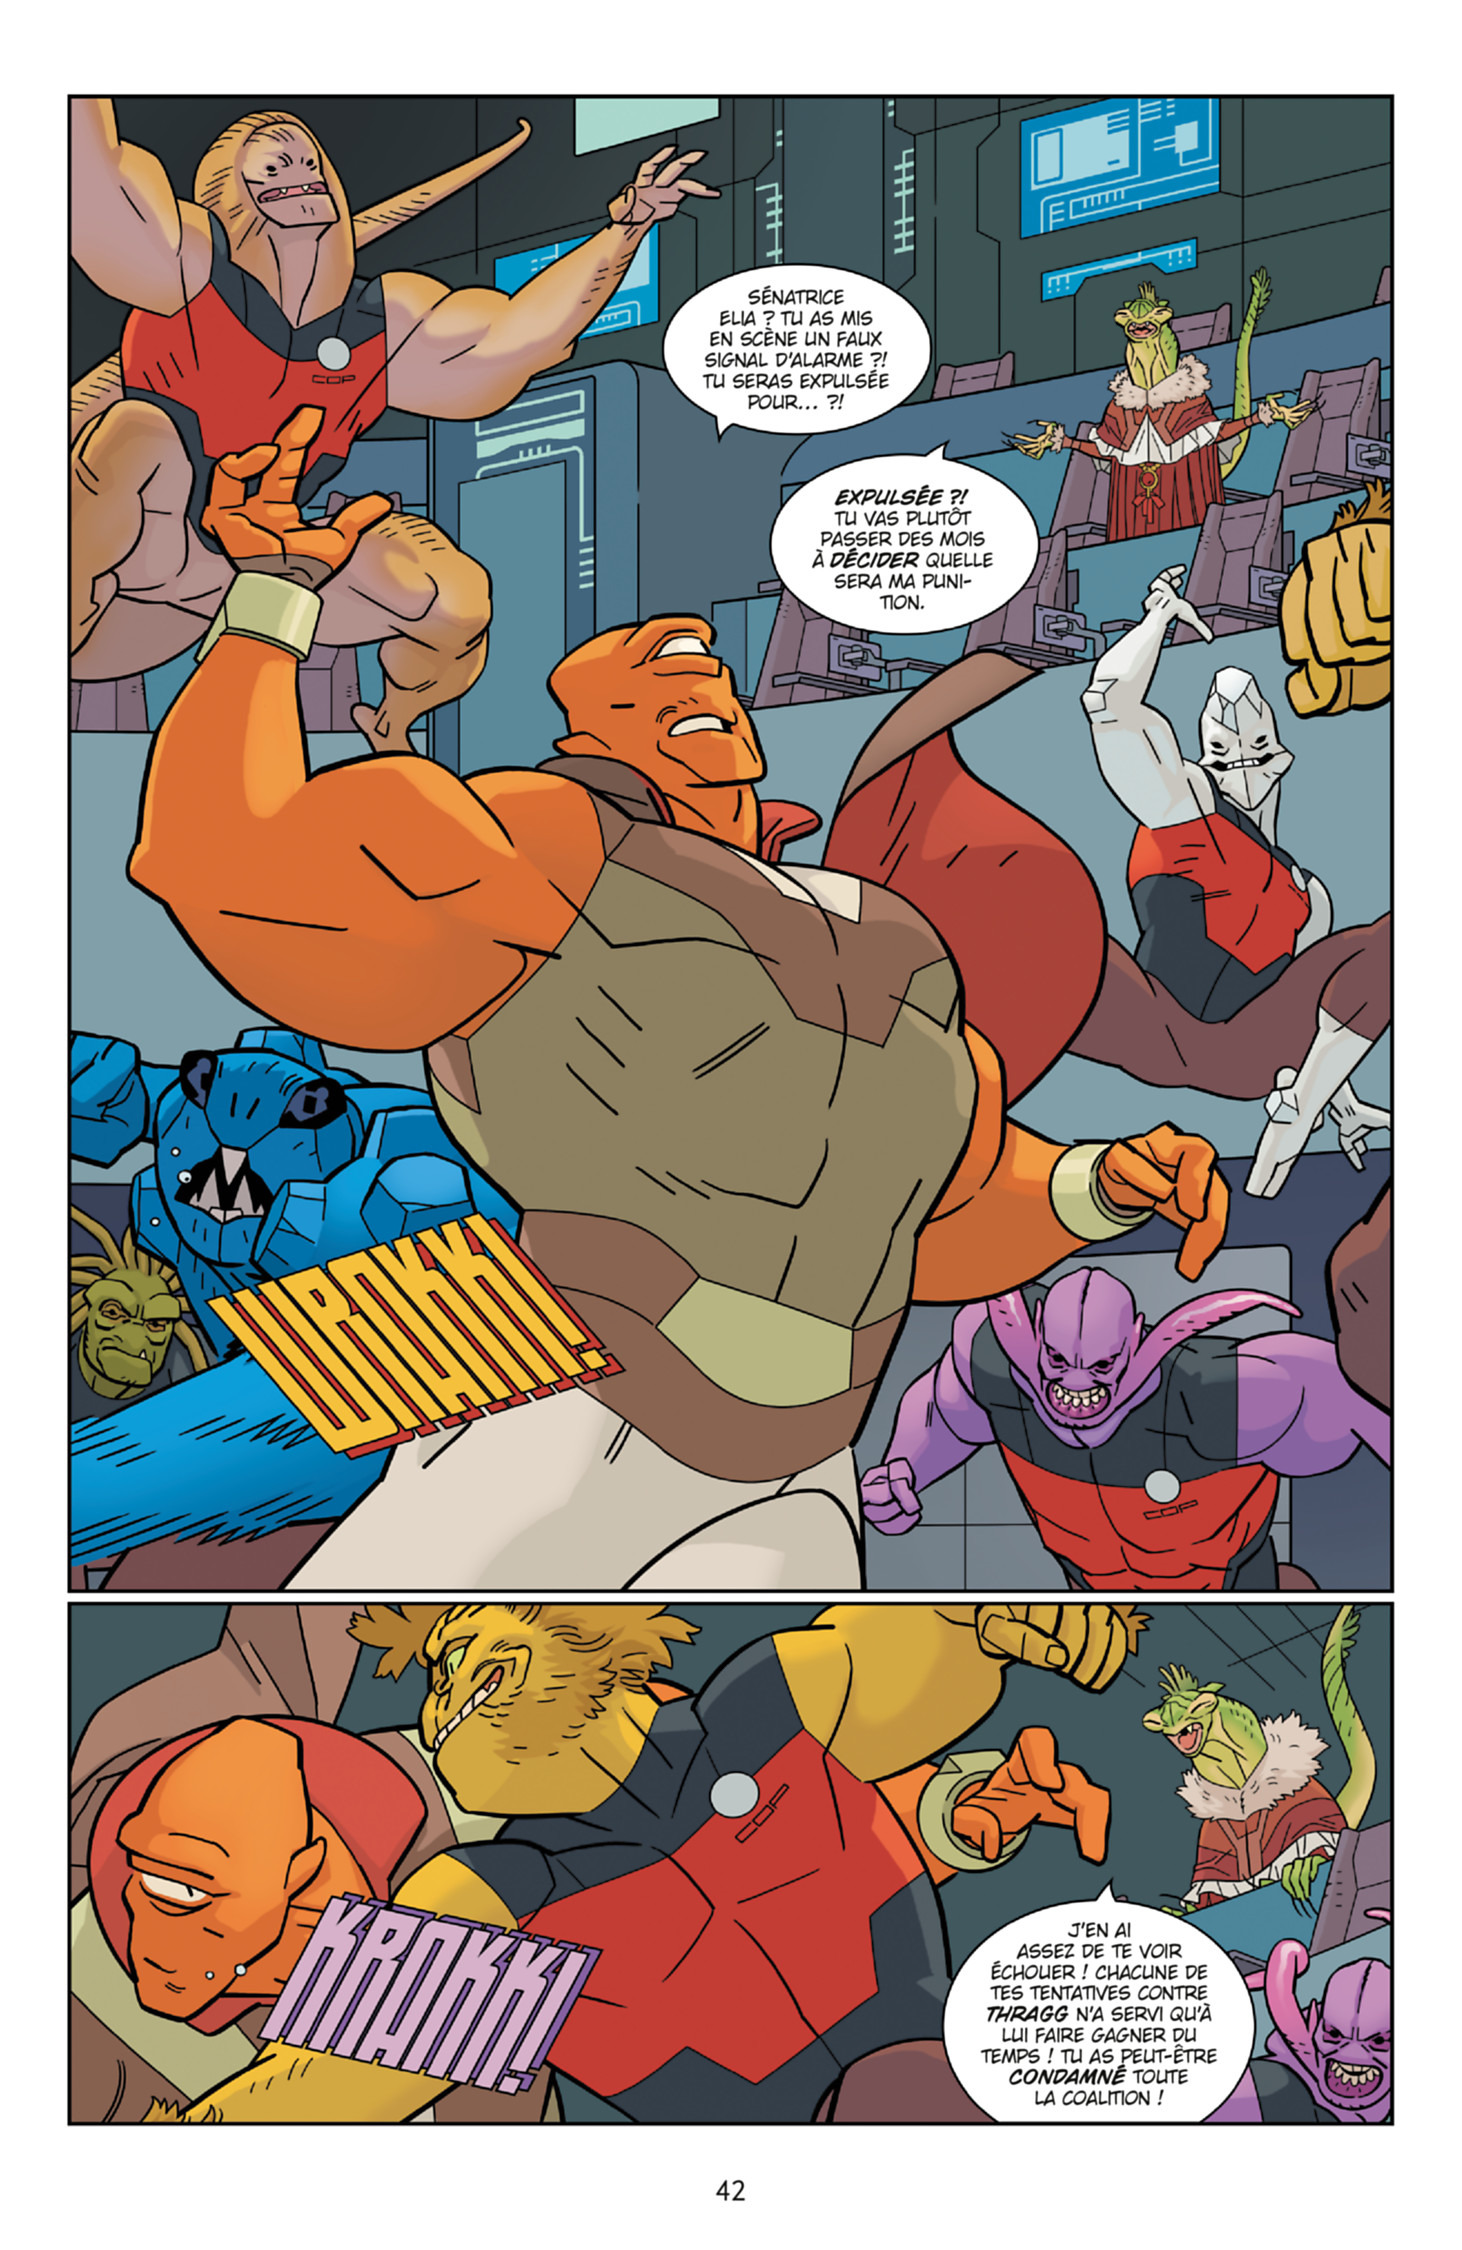 SÉNATRICE
ELIA ? TU AS MIS
EN SCÈNE UN FAUX
SIGNAL D'ALARME ?!
TU SERAS EXPULSÉE
POUR... ?!
EXPULSÉE ?!
TU VAS PLUTÔT
PASSER DES MOIS
À DÉCIDER QUELLE
SERA MA PUNI-
TION.
COP
WROKK!
COP
COP
KROKK!
J'EN AI
ASSEZ DE TE VOIR
ÉCHOUER ! CHACUNE DE
TES TENTATIVES CONTRE
THRAGG N'A SERVI QU'À
LUI FAIRE GAGNER DU
TEMPS ! TU AS PEUT-ÊTRE
CONDAMNÉ TOUTE
LA COALITION !
42